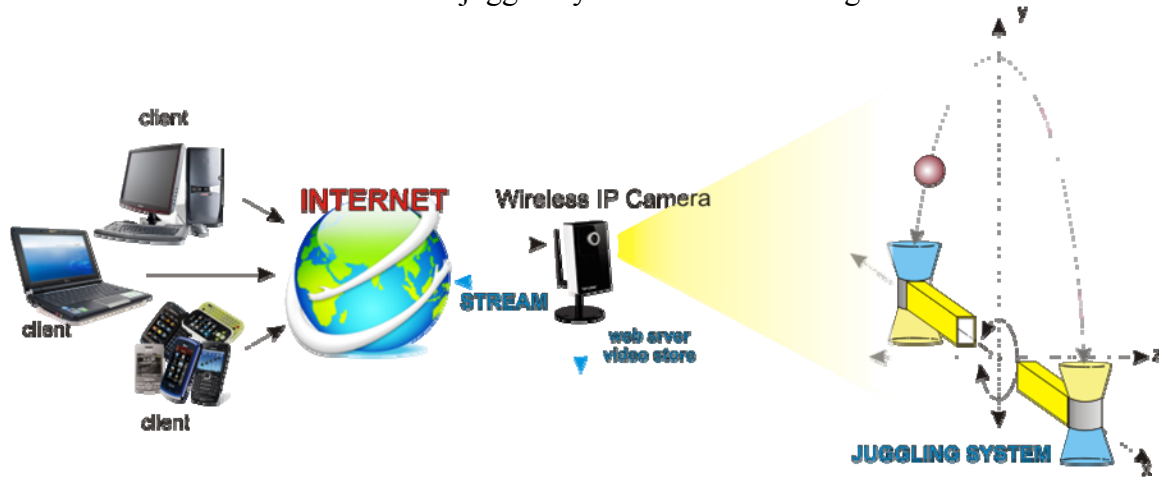 y
client
INTERNET
Wireless IP Camera
STREAM
client
web srver
video store
z
client
JUGGLING SYSTEM
x